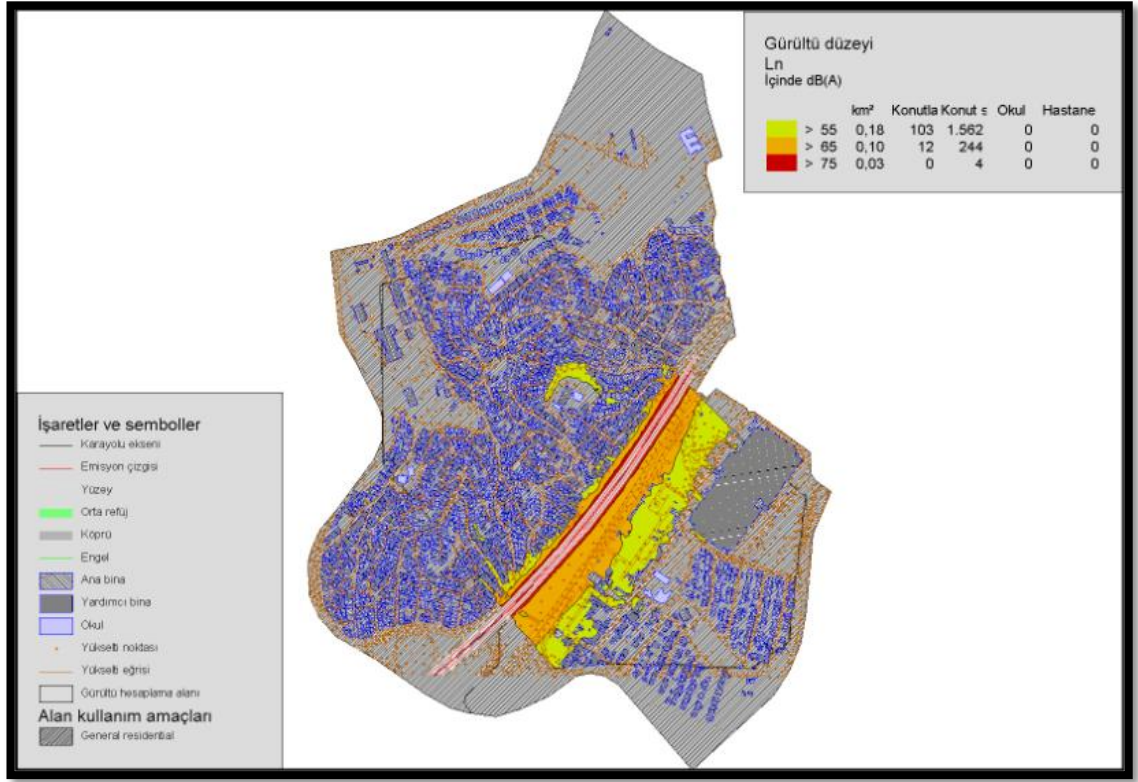 Gürültü düzeyi
Ln
İçinde dB(A)
km² Konutla Konut s Okul Hastane
> 55 0,18 103 1.562 0 0
> 65 0,10 12 244 0 0
> 75 0,03 0 4 0 0
İşaretler ve semboller
Karayolu ekseni
Emisyon çizgisi
Yüzey
Orta refüj
Köprü
Engel
Ana bina
Yardımcı bina
Okul
Yükselti noktası
Yükselti eğrisi
Gürültü hesaplama alanı
Alan kullanım amaçları
General residential